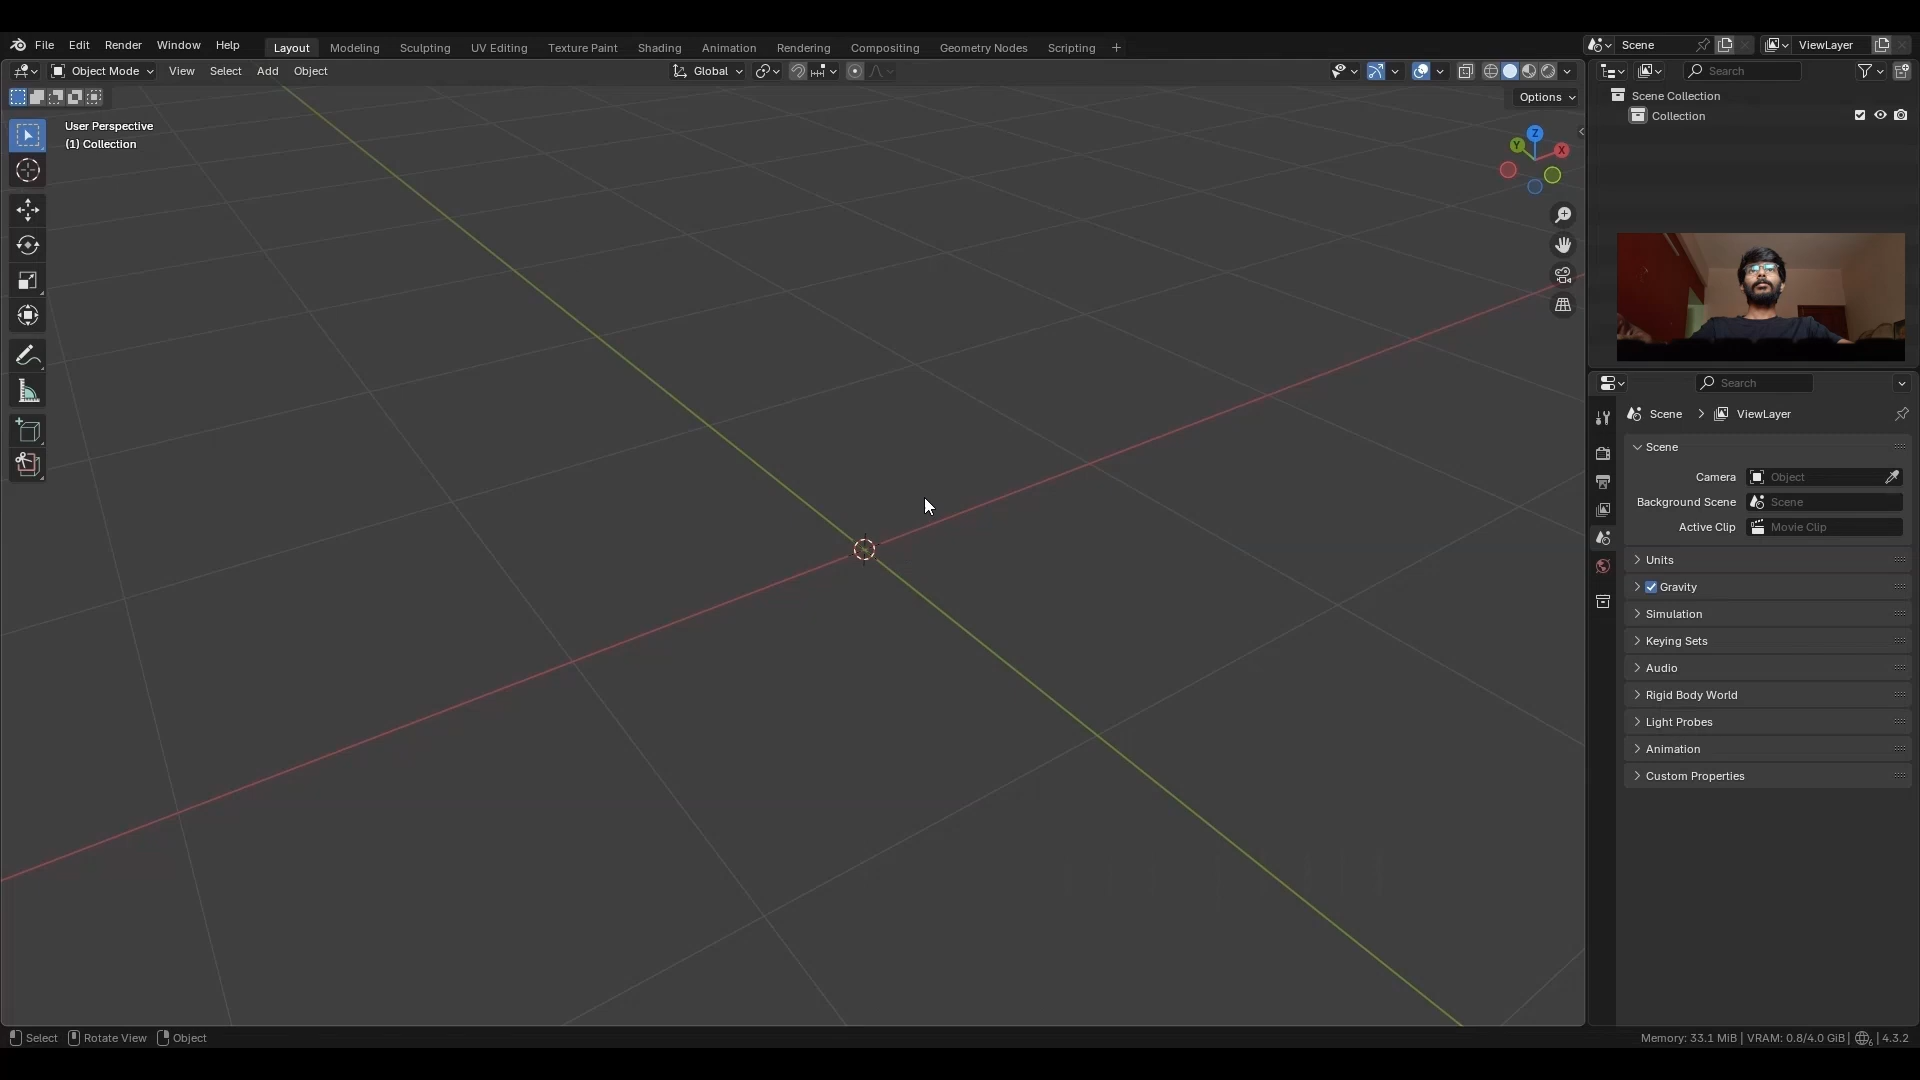 File Edit Render Window Help Layout Modeling Sculpting UV Editing Texture Paint Shading Animation Rendering Compositing Geometry Nodes Scripting + Scene ViewLayer
Object Mode View Select Add Object Global Search
Options
User Perspective
(1) Collection
Z
Y
X
Scene Collection
Collection
Search
Scene > ViewLayer
Scene
Camera Object
Background Scene Scene
Active Clip Movie Clip
Units
Gravity
Simulation
Keying Sets
Audio
Rigid Body World
Light Probes
Animation
Custom Properties
Select Rotate View Object Memory: 33.1 MiB | VRAM: 0.8/4.0 GiB | 4.3.2